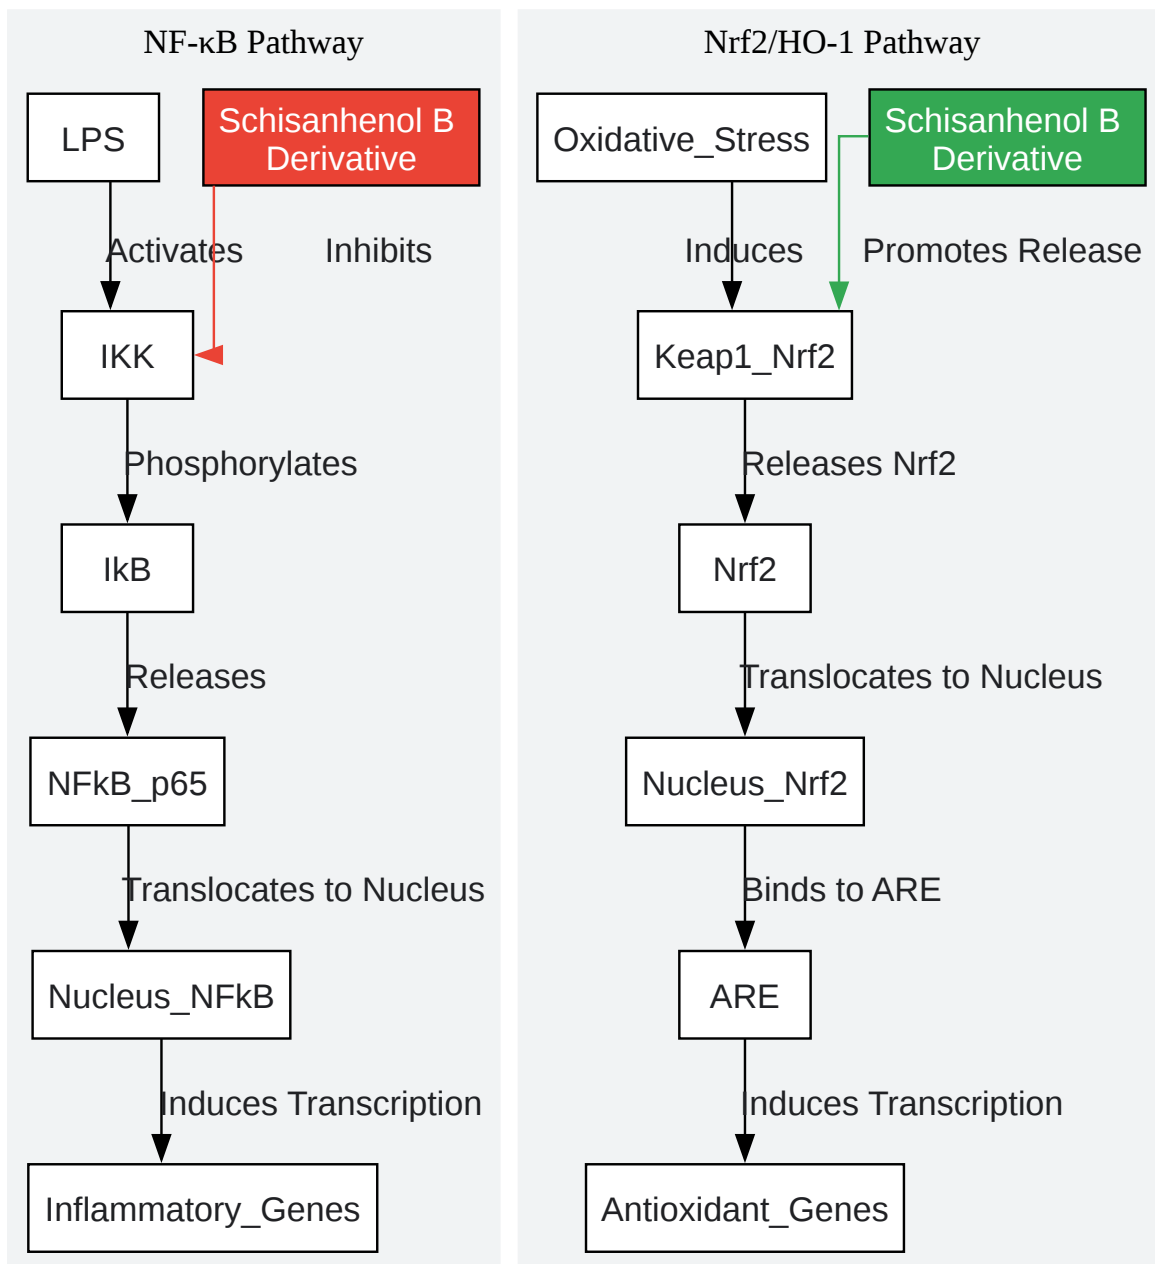 NF-κB Pathway
LPS
Schisanhenol B
Derivative
Activates
Inhibits
IKK
Phosphorylates
IkB
Releases
NFkB_p65
Translocates to Nucleus
Nucleus_NFkB
Induces Transcription
Inflammatory_Genes
Nrf2/HO-1 Pathway
Oxidative_Stress
Schisanhenol B
Derivative
Induces
Promotes Release
Keap1_Nrf2
Releases Nrf2
Nrf2
Translocates to Nucleus
Nucleus_Nrf2
Binds to ARE
ARE
Induces Transcription
Antioxidant_Genes